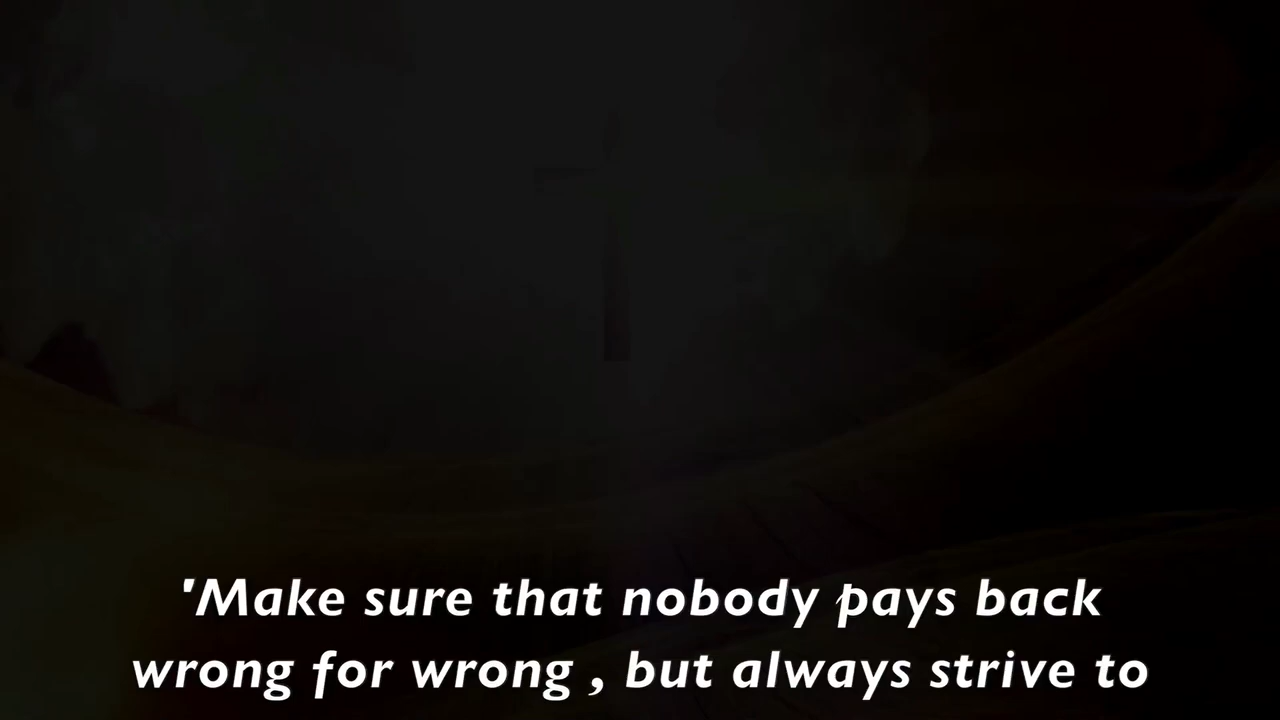 'Make sure that nobody pays back
wrong for wrong , but always strive to